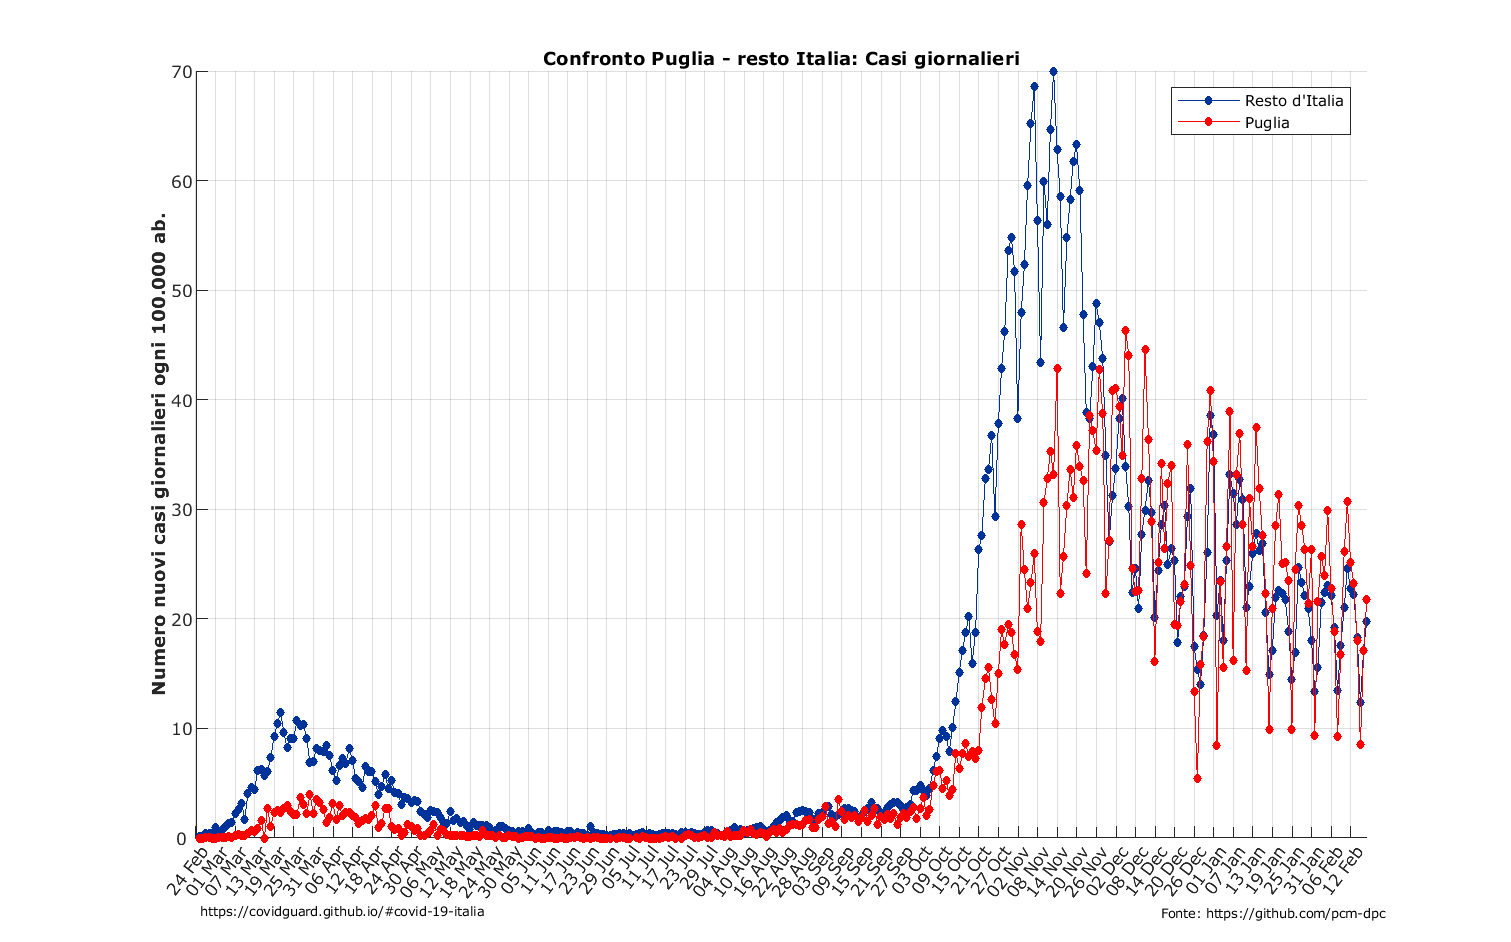 Confronto Puglia - resto Italia: Casi giornalieri
Resto d'Italia
Puglia
Numero nuovi casi giornalieri ogni 100.000 ab.
70
60
50
40
30
20
10
0
24 Feb
01 Mar
07 Mar
13 Mar
19 Mar
25 Mar
31 Mar
06 Apr
12 Apr
18 Apr
24 Apr
30 Apr
06 May
12 May
18 May
24 May
30 May
05 Jun
11 Jun
17 Jun
23 Jun
29 Jun
05 Jul
11 Jul
17 Jul
23 Jul
29 Jul
04 Aug
10 Aug
16 Aug
22 Aug
28 Aug
03 Sep
09 Sep
15 Sep
21 Sep
27 Sep
03 Oct
09 Oct
15 Oct
21 Oct
27 Oct
02 Nov
08 Nov
14 Nov
20 Nov
26 Nov
02 Dec
08 Dec
14 Dec
20 Dec
26 Dec
01 Jan
07 Jan
13 Jan
19 Jan
25 Jan
31 Jan
06 Feb
12 Feb
https://covidguard.github.io/#covid-19-italia
Fonte: https://github.com/pcm-dpc